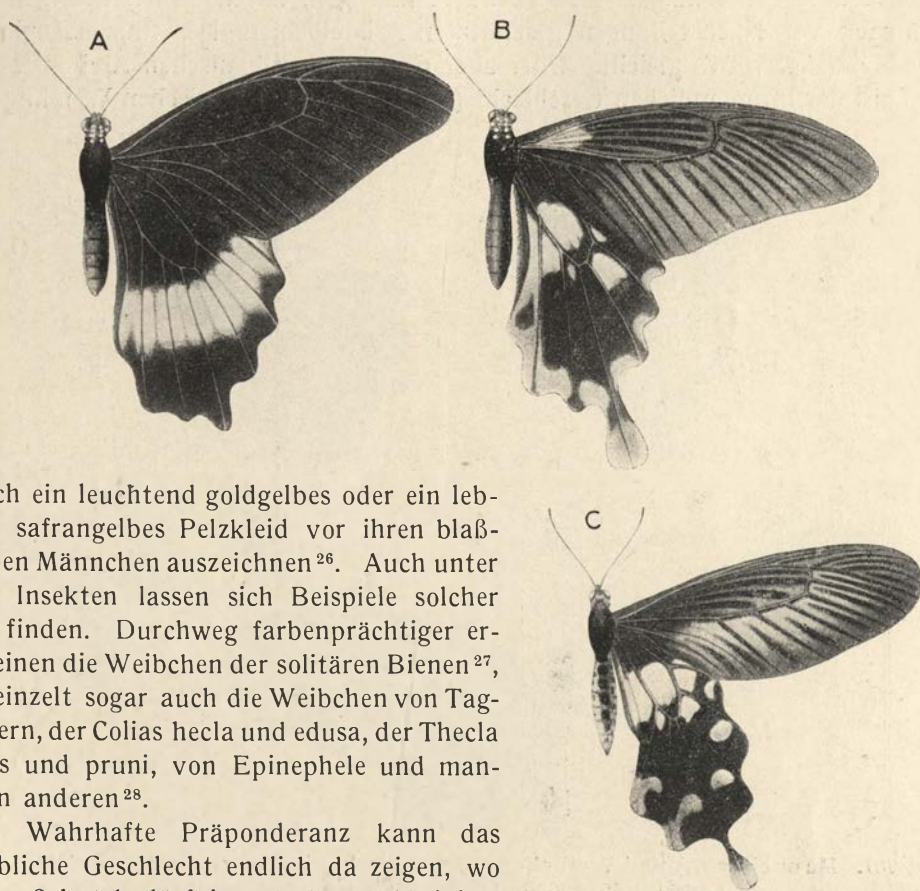 A
B
ch ein leuchtend goldgelbes oder ein leb-
safrangelbes Pelzkleid vor ihren blaß-
en Männchen auszeichnen ²⁶. Auch unter
Insekten lassen sich Beispiele solcher
finden. Durchweg farbenprächtiger er-
einen die Weibchen der solitären Bienen ²⁷,
einzelt sogar auch die Weibchen von Tag-
ern, der Colias hecla und edusa, der Thecla
s und pruni, von Epinephele und man-
n anderen ²⁸.
Wahrhafte Präponderanz kann das
bliche Geschlecht endlich da zeigen, wo
C